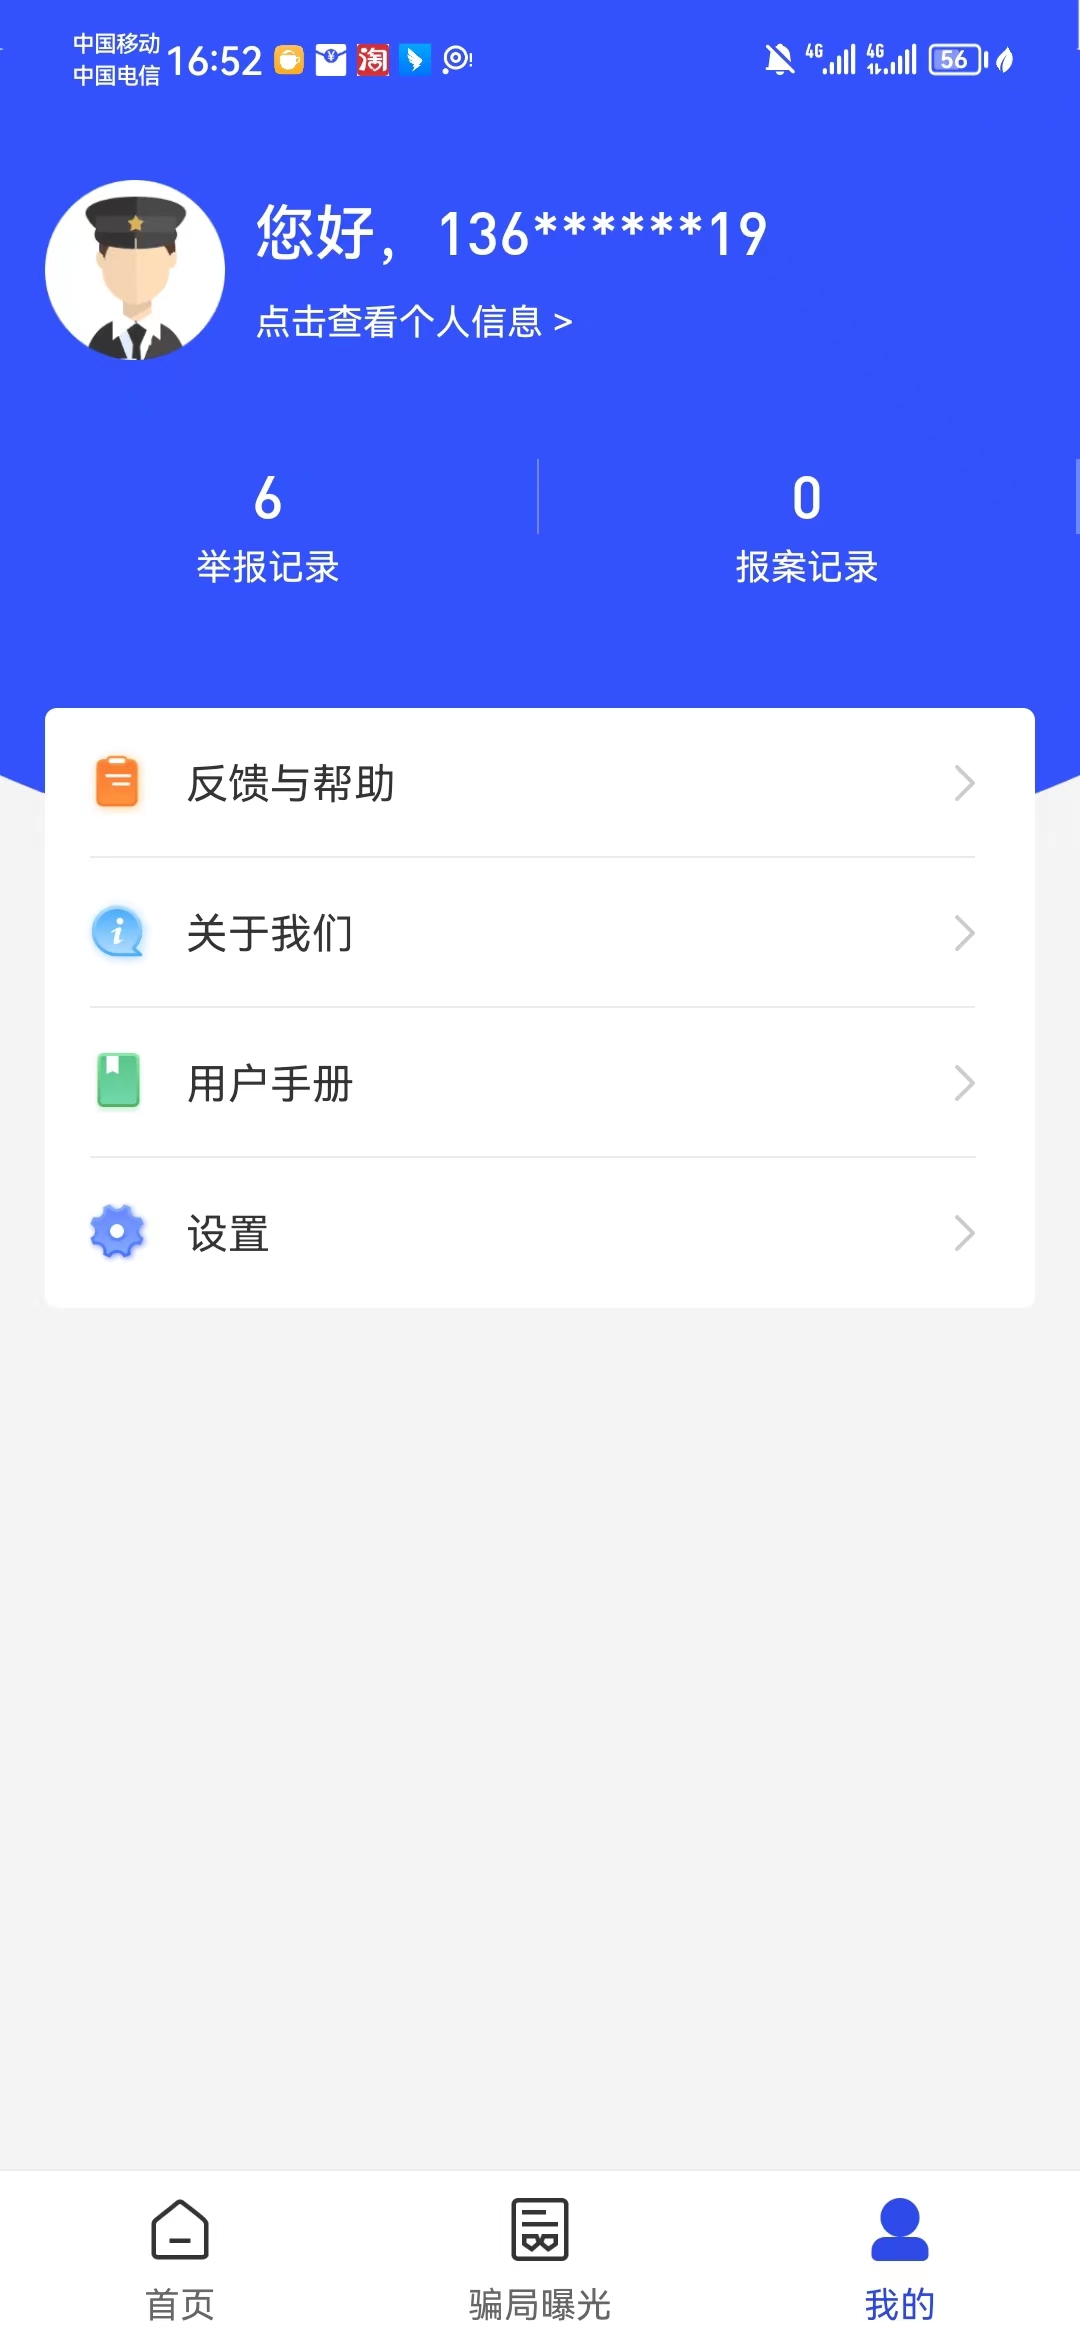 中国移动
中国电信
16:52
淘
4G
4G
56
您好，136******19
点击查看个人信息 >
6
0
举报记录
报案记录
反馈与帮助
关于我们
用户手册
设置
首页
骗局曝光
我的